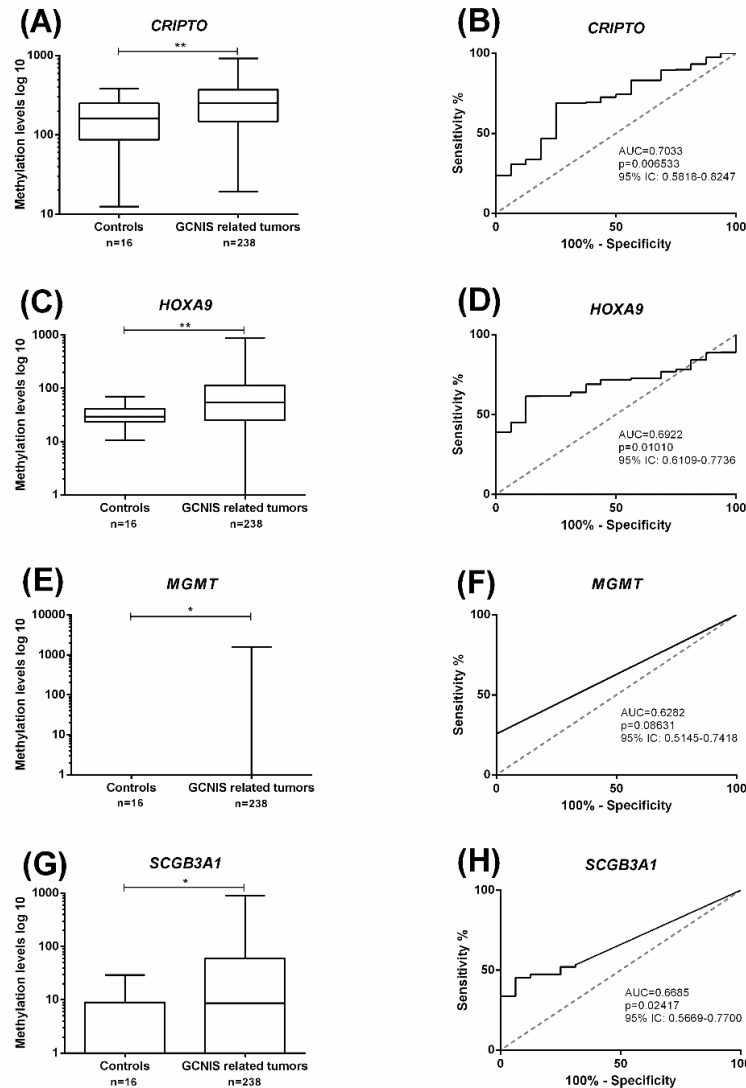 (A)
CRIPTO
**
Methylation levels log 10
1000
100
10
Controls
n=16
GCNIS related tumors
n=238
(B)
CRIPTO
Sensitivity %
100
50
0
AUC=0.7033
p=0.006533
95% IC: 0.5818-0.8247
0
50
100
100% - Specificity
(C)
HOXA9
**
Methylation levels log 10
1000
100
10
1
Controls
n=16
GCNIS related tumors
n=238
(D)
HOXA9
Sensitivity %
100
50
0
AUC=0.6922
p=0.01010
95% IC: 0.6109-0.7736
0
50
100
100% - Specificity
(E)
MGMT
*
Methylation levels log 10
10000
1000
100
10
1
Controls
n=16
GCNIS related tumors
n=238
(F)
MGMT
Sensitivity %
100
50
0
AUC=0.6282
p=0.08631
95% IC: 0.5145-0.7418
0
50
100
100% - Specificity
(G)
SCGB3A1
*
Methylation levels log 10
1000
100
10
1
Controls
n=16
GCNIS related tumors
n=238
(H)
SCGB3A1
Sensitivity %
100
50
0
AUC=0.6685
p=0.02417
95% IC: 0.5669-0.7700
0
50
100
100% - Specificity